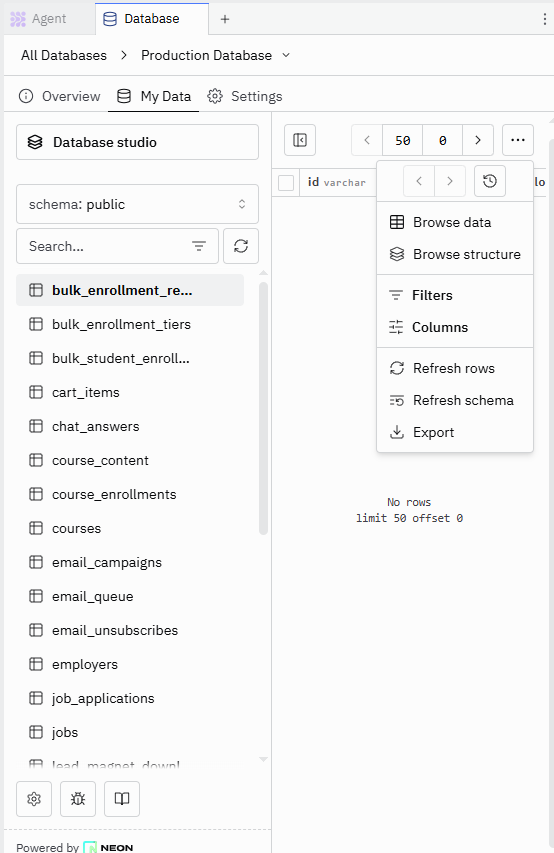 Agent
Database
All Databases
Production Database
Overview
My Data
Settings
Database studio
50
0
schema: public
id varchar
lo
Search...
Browse data
Browse structure
Filters
Columns
Refresh rows
Refresh schema
Export
bulk_enrollment_re...
bulk_enrollment_tiers
bulk_student_enroll...
cart_items
chat_answers
course_content
course_enrollments
courses
email_campaigns
email_queue
email_unsubscribes
employers
job_applications
jobs
lead_magnet_downl
No rows
limit 50 offset 0
Powered by NEON